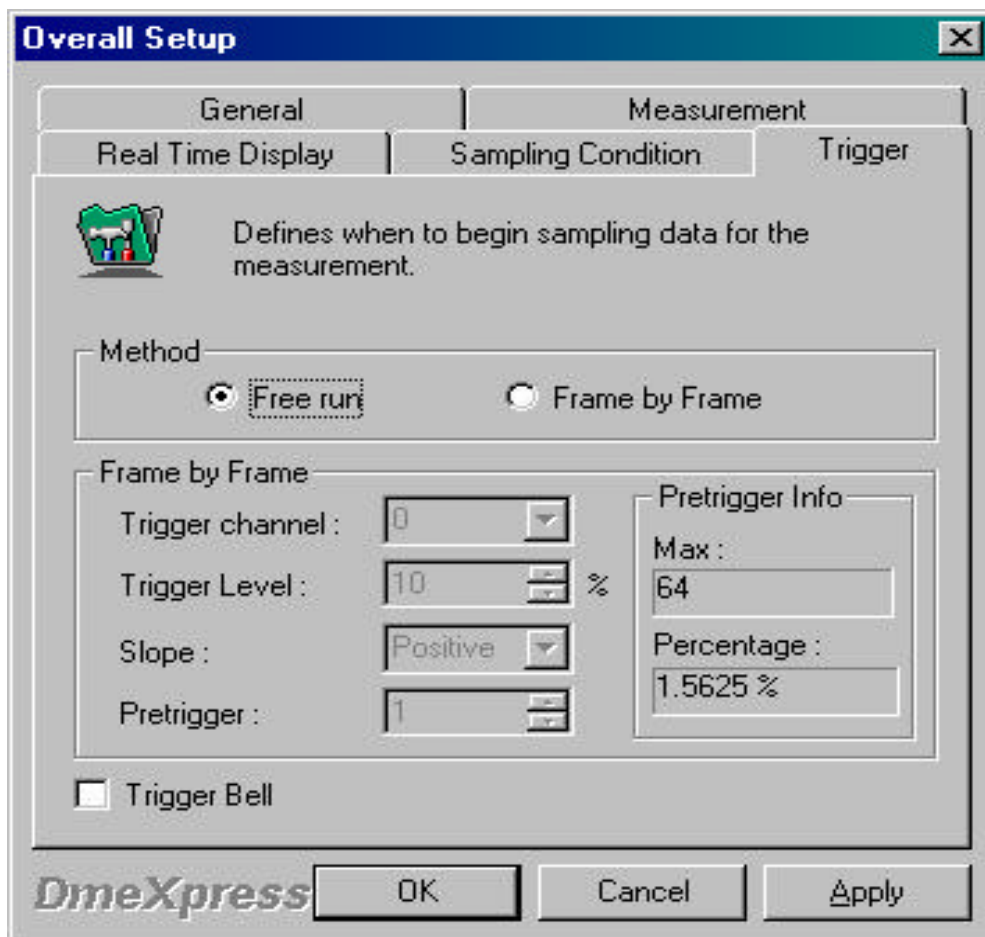 Overall Setup
General Measurement
Real Time Display Sampling Condition Trigger
Defines when to begin sampling data for the
measurement.
Method
Free run Frame by Frame
Frame by Frame
Trigger channel : 0
Trigger Level : 10 %
Slope : Positive
Pretrigger : 1
Pretrigger Info
Max :
64
Percentage :
1.5625 %
Trigger Bell
DmeXpress OK Cancel Apply